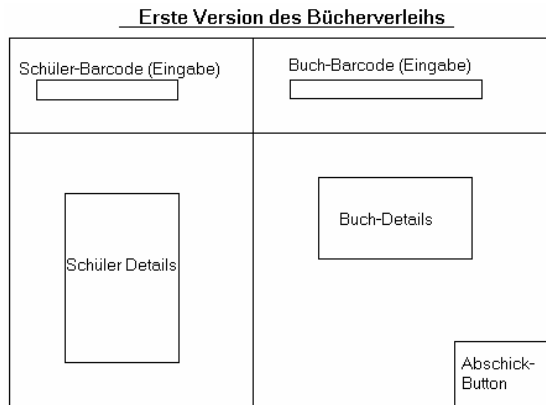 Erste Version des Bücherverleihs
Schüler-Barcode (Eingabe)
Buch-Barcode (Eingabe)
Schüler Details
Buch-Details
Abschick-
Button